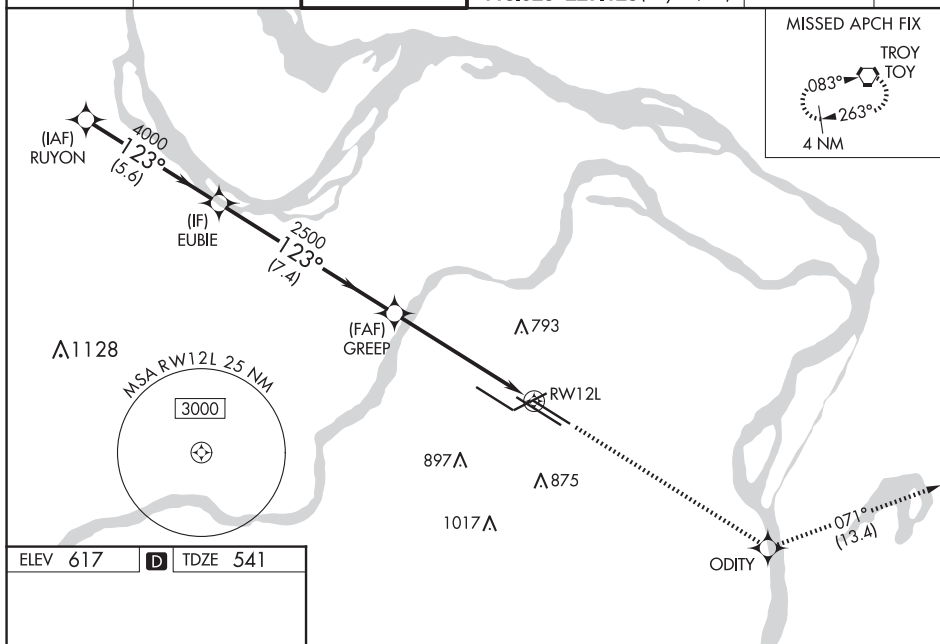 MISSED APCH FIX
TROY
TOY
083°
263°
4 NM
(IAF)
RUYON
4000
123°
(5.6)
(IF)
EUBIE
2500
123°
(7.4)
(FAF)
GREEP
793
1128
MSA RW12L 25 NM
3000
RW12L
897
875
1017
071°
(13.4)
ODITY
ELEV 617
D
TDZE 541